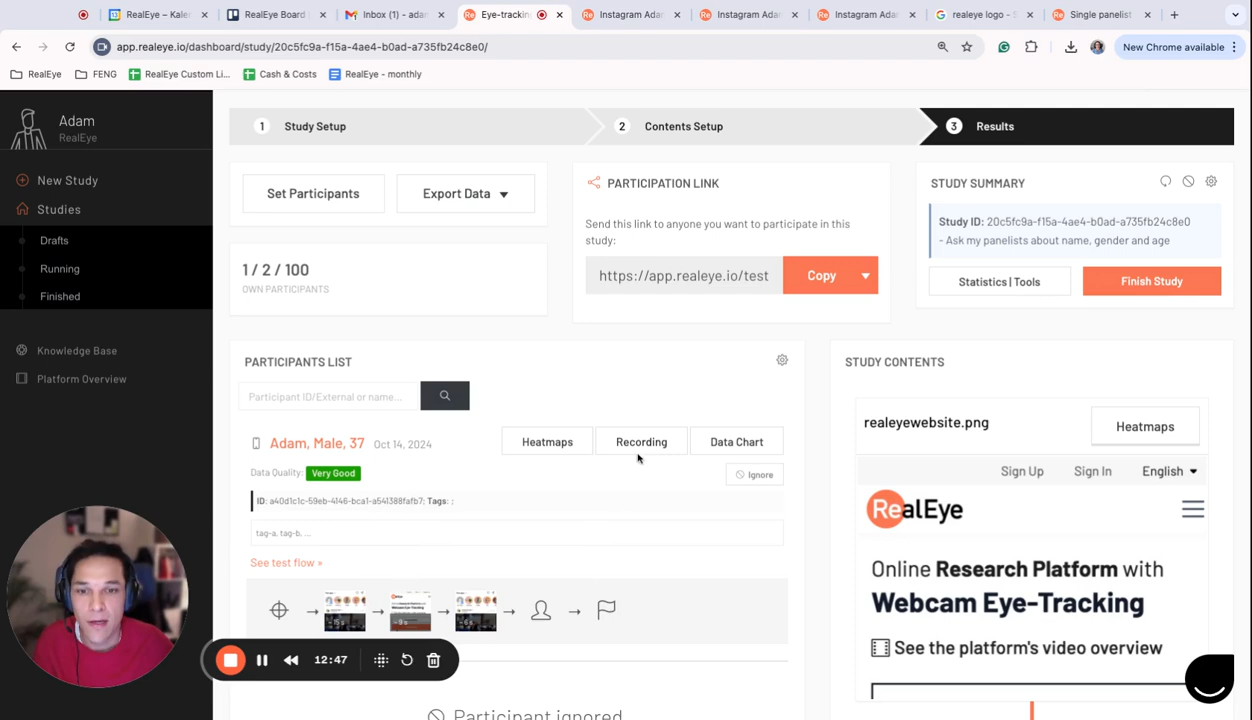 RealEye – Kale
RealEye Board
Inbox (1) - ada
Eye-trackin
Instagram Ada
Instagram Ada
Instagram Ada
realeye logo - S
Single panelist
app.realeye.io/dashboard/study/20c5fc9a-f15a-4ae4-b0ad-a735fb24c8e0/
New Chrome available
RealEye
FENG
RealEye Custom Li...
Cash & Costs
RealEye - monthly
Adam
RealEye
New Study
Studies
Drafts
Running
Finished
Knowledge Base
Platform Overview
1 Study Setup
2 Contents Setup
3 Results
Set Participants
Export Data
1 / 2 / 100
OWN PARTICIPANTS
PARTICIPATION LINK
Send this link to anyone you want to participate in this
study:
https://app.realeye.io/test
Copy
STUDY SUMMARY
Study ID: 20c5fc9a-f15a-4ae4-b0ad-a735fb24c8e0
- Ask my panelists about name, gender and age
Statistics | Tools
Finish Study
PARTICIPANTS LIST
Participant ID/External or name...
Adam, Male, 37 Oct 14, 2024
Heatmaps
Recording
Data Chart
Data Quality: Very Good
Ignore
ID: a40d1c1c-59eb-4146-bca1-a541388fafb7; Tags: ;
tag-a, tag-b, ...
See test flow »
~9s
~6s
12:47
Participant ignored
STUDY CONTENTS
realeyewebsite.png
Heatmaps
Sign Up
Sign In
English
RealEye
Online Research Platform with
Webcam Eye-Tracking
See the platform's video overview